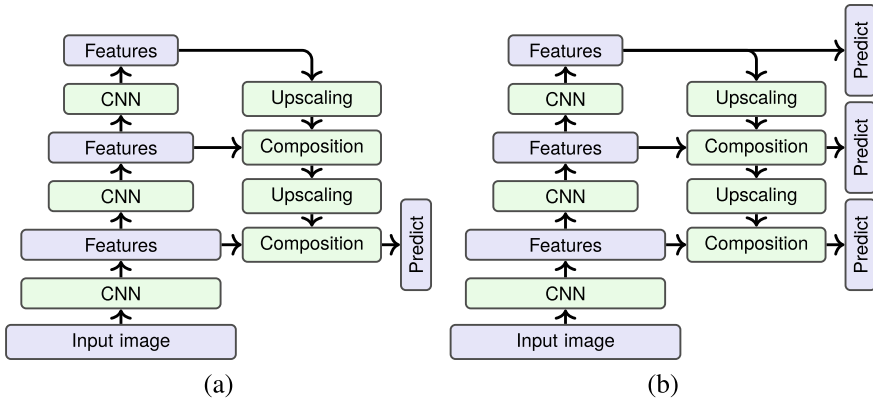 Features
CNN
Upscaling
Features
Composition
CNN
Upscaling
Features
Composition
Predict
CNN
Input image
(a)
Features
Predict
CNN
Upscaling
Features
Composition
Predict
CNN
Upscaling
Features
Composition
Predict
CNN
Input image
(b)